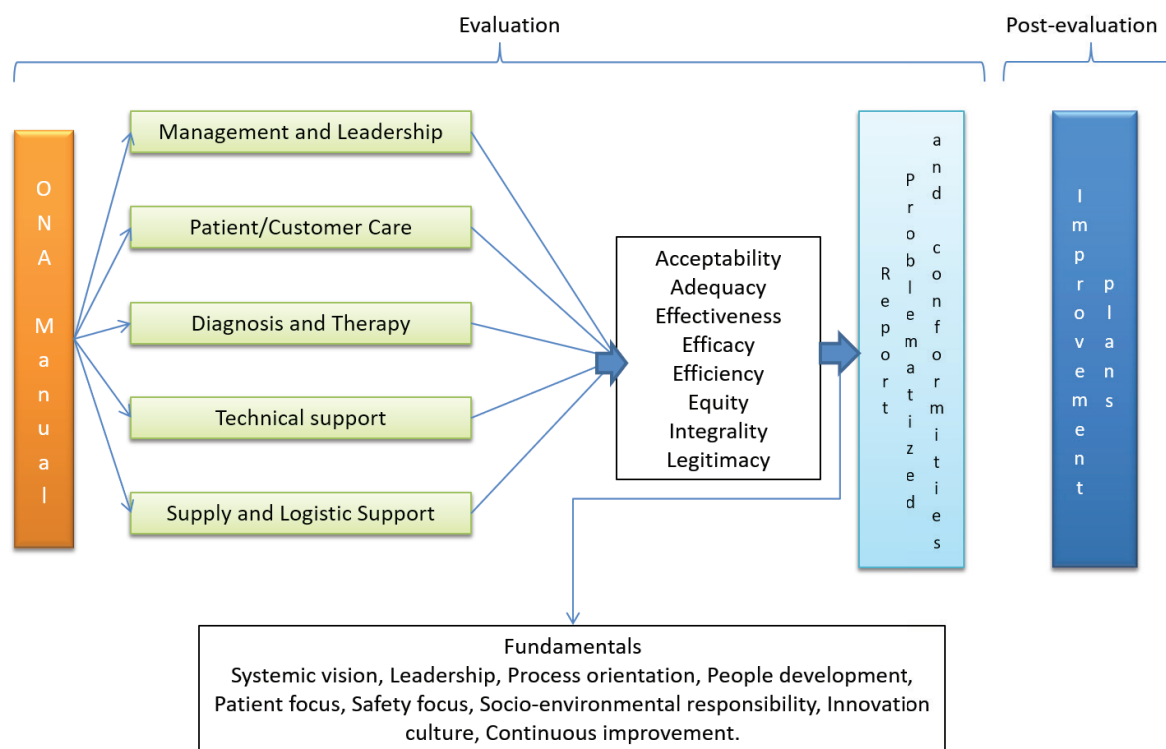 Evaluation
Post-evaluation
ONA Manual
Management and Leadership
Patient/Customer Care
Diagnosis and Therapy
Technical support
Supply and Logistic Support
Acceptability
Adequacy
Effectiveness
Efficacy
Efficiency
Equity
Integrality
Legitimacy
Report
Problematized
and conformities
Improvement
plans
Fundamentals
Systemic vision, Leadership, Process orientation, People development,
Patient focus, Safety focus, Socio-environmental responsibility, Innovation
culture, Continuous improvement.